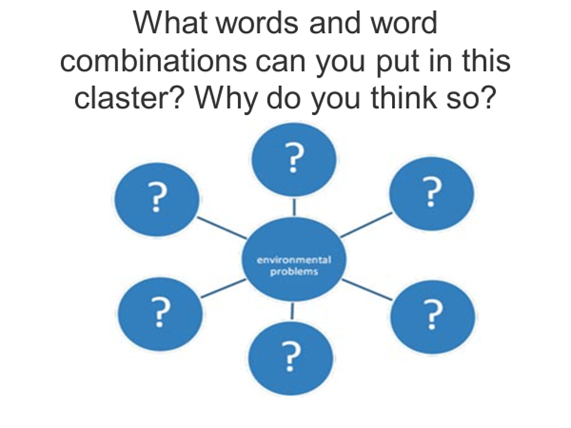 What words and word
combinations can you put in this
claster? Why do you think so?
?
?
?
environmental
problems
?
?
?